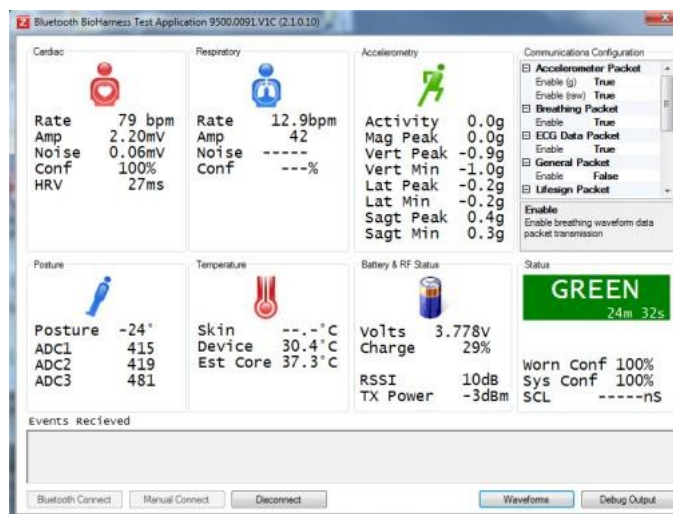 Bluetooth BioHarness Test Application 9500.0091.V1C (2.1.0.10)
Cardiac
Rate 79 bpm
Amp 2.20mV
Noise 0.06mV
Conf 100%
HRV 27ms
Respiratory
Rate 12.9bpm
Amp 42
Noise -----
Conf ---%
Accelerometry
Activity 0.0g
Mag Peak 0.0g
Vert Peak -0.9g
Vert Min -1.0g
Lat Peak -0.2g
Lat Min -0.2g
Sagt Peak 0.4g
Sagt Min 0.3g
Communications Configuration
Accelerometer Packet
Enable (g) True
Enable (raw) True
Breathing Packet
Enable True
ECG Data Packet
Enable True
General Packet
Enable False
Lifesign Packet
Enable
Enable breathing waveform data
packet transmission
Posture
Posture -24°
ADC1 415
ADC2 419
ADC3 481
Temperature
Skin --.-°C
Device 30.4°C
Est Core 37.3°C
Battery & RF Status
Volts 3.778V
Charge 29%
RSSI 10dB
TX Power -3dBm
Status
GREEN
24m 32s
Worn Conf 100%
Sys Conf 100%
SCL -----nS
Events Recieved
Bluetooth Connect
Manual Connect
Disconnect
Waveforms
Debug Output